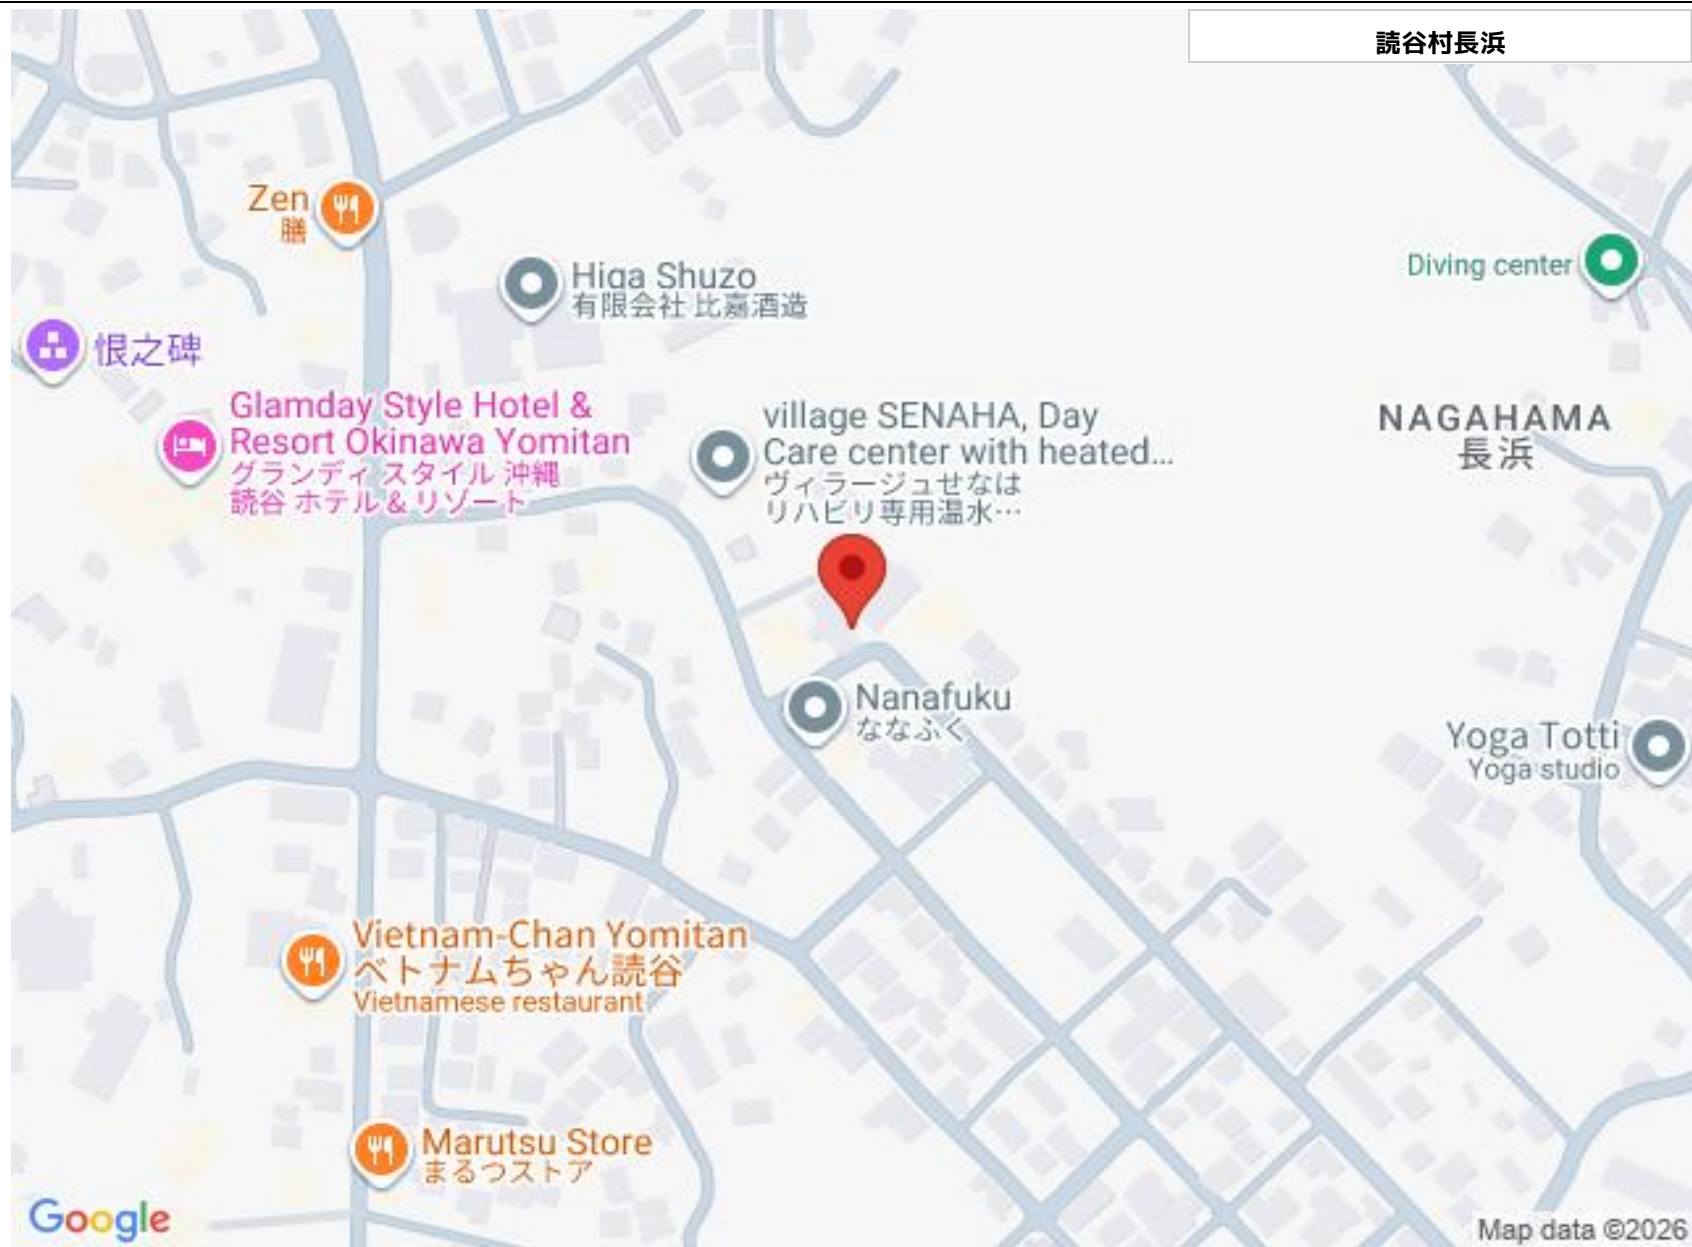 読谷村長浜
Zen
膳
Higa Shuzo
有限会社 比嘉酒造
Diving center
恨之碑
Glamday Style Hotel &
Resort Okinawa Yomitan
グランディ スタイル 沖縄
読谷 ホテル & リゾート
village SENAHA, Day
Care center with heated...
ヴィラージュせなは
リハビリ専用温水…
NAGAHAMA
長浜
Nanafuku
ななふく
Yoga Totti
Yoga studio
Vietnam-Chan Yomitan
ベトナムちゃん読谷
Vietnamese restaurant
Marutsu Store
まるつストア
Google
Map data ©2026